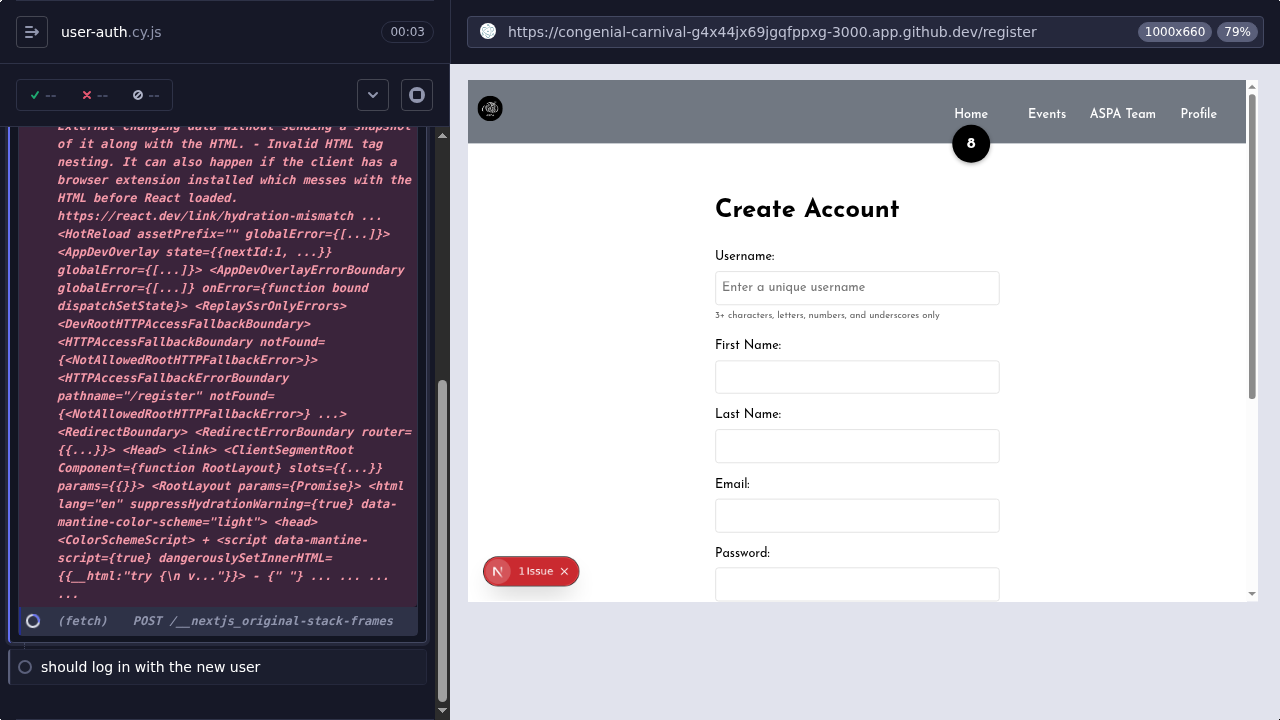 user-auth.cy.js
00:03
https://congenial-carnival-g4x44jx69jgqfppxg-3000.app.github.dev/register
1000x660
79%
--
--
--
External changing data without sending a snapshot
of it along with the HTML. - Invalid HTML tag
nesting. It can also happen if the client has a
browser extension installed which messes with the
HTML before React loaded.
https://react.dev/link/hydration-mismatch ...
<HotReload assetPrefix="" globalError={[...]}>
<AppDevOverlay state={{nextId:1, ...}}
globalError={[...]}> <AppDevOverlayErrorBoundary
globalError={[...]} onError={function bound
dispatchSetState}> <ReplaySsrOnlyErrors>
<DevRootHTTPAccessFallbackBoundary>
<HTTPAccessFallbackBoundary notFound=
{<NotAllowedRootHTTPFallbackError>}>
<HTTPAccessFallbackErrorBoundary
pathname="/register" notFound=
{<NotAllowedRootHTTPFallbackError>} ...>
<RedirectBoundary> <RedirectErrorBoundary router=
{{...}}> <Head> <link> <ClientSegmentRoot
Component={function RootLayout} slots={{...}}
params={{}}> <RootLayout params={Promise}> <html
lang="en" suppressHydrationWarning={true} data-
mantine-color-scheme="light"> <head>
<ColorSchemeScript> + <script data-mantine-
script={true} dangerouslySetInnerHTML=
{{__html:"try {\n v..."}}> - {" "} ... ... ...
...
(fetch) POST /__nextjs_original-stack-frames
should log in with the new user
Home
Events
ASPA Team
Profile
8
Create Account
Username:
Enter a unique username
3+ characters, letters, numbers, and underscores only
First Name:
Last Name:
Email:
Password:
N
1 Issue